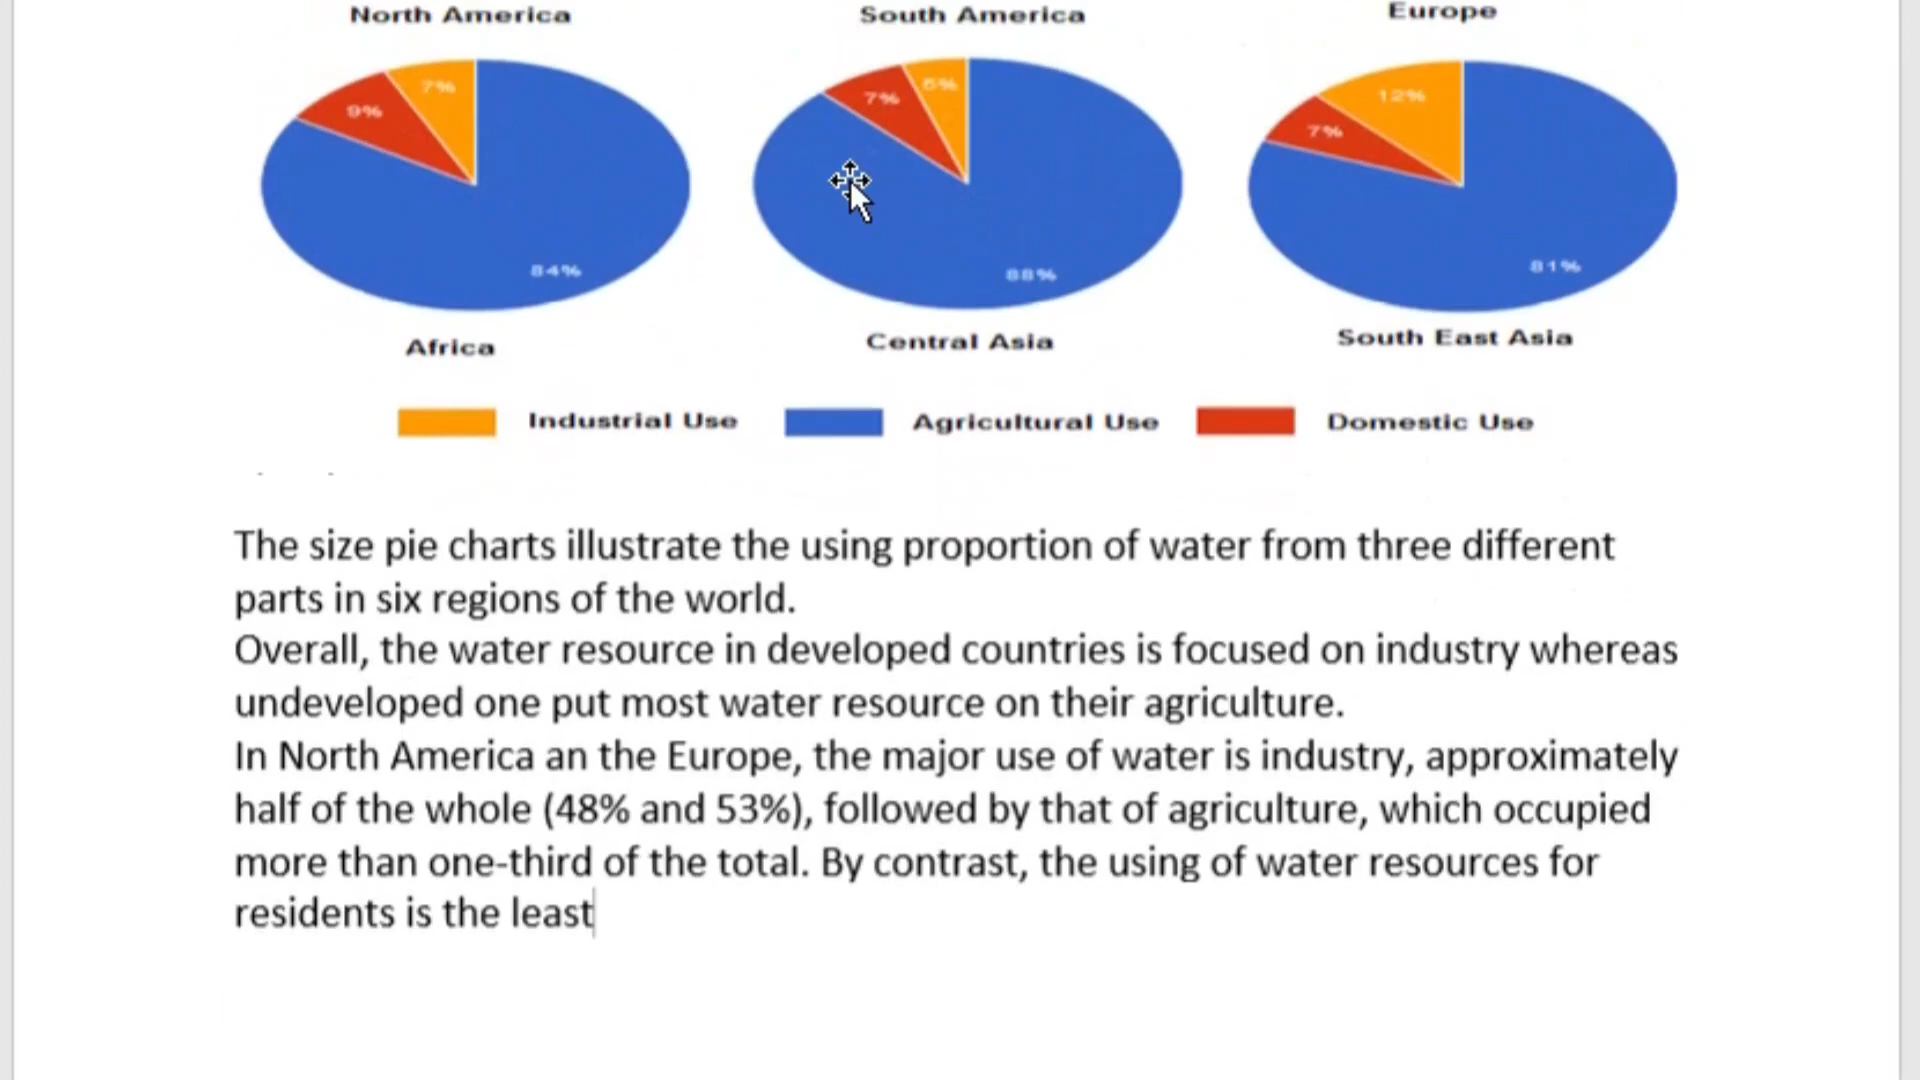 North America South America Europe
7% 5% 12%
9% 7% 7%
84% 88% 81%
Africa Central Asia South East Asia
Industrial Use Agricultural Use Domestic Use
The size pie charts illustrate the using proportion of water from three different
parts in six regions of the world.
Overall, the water resource in developed countries is focused on industry whereas
undeveloped one put most water resource on their agriculture.
In North America an the Europe, the major use of water is industry, approximately
half of the whole (48% and 53%), followed by that of agriculture, which occupied
more than one-third of the total. By contrast, the using of water resources for
residents is the least